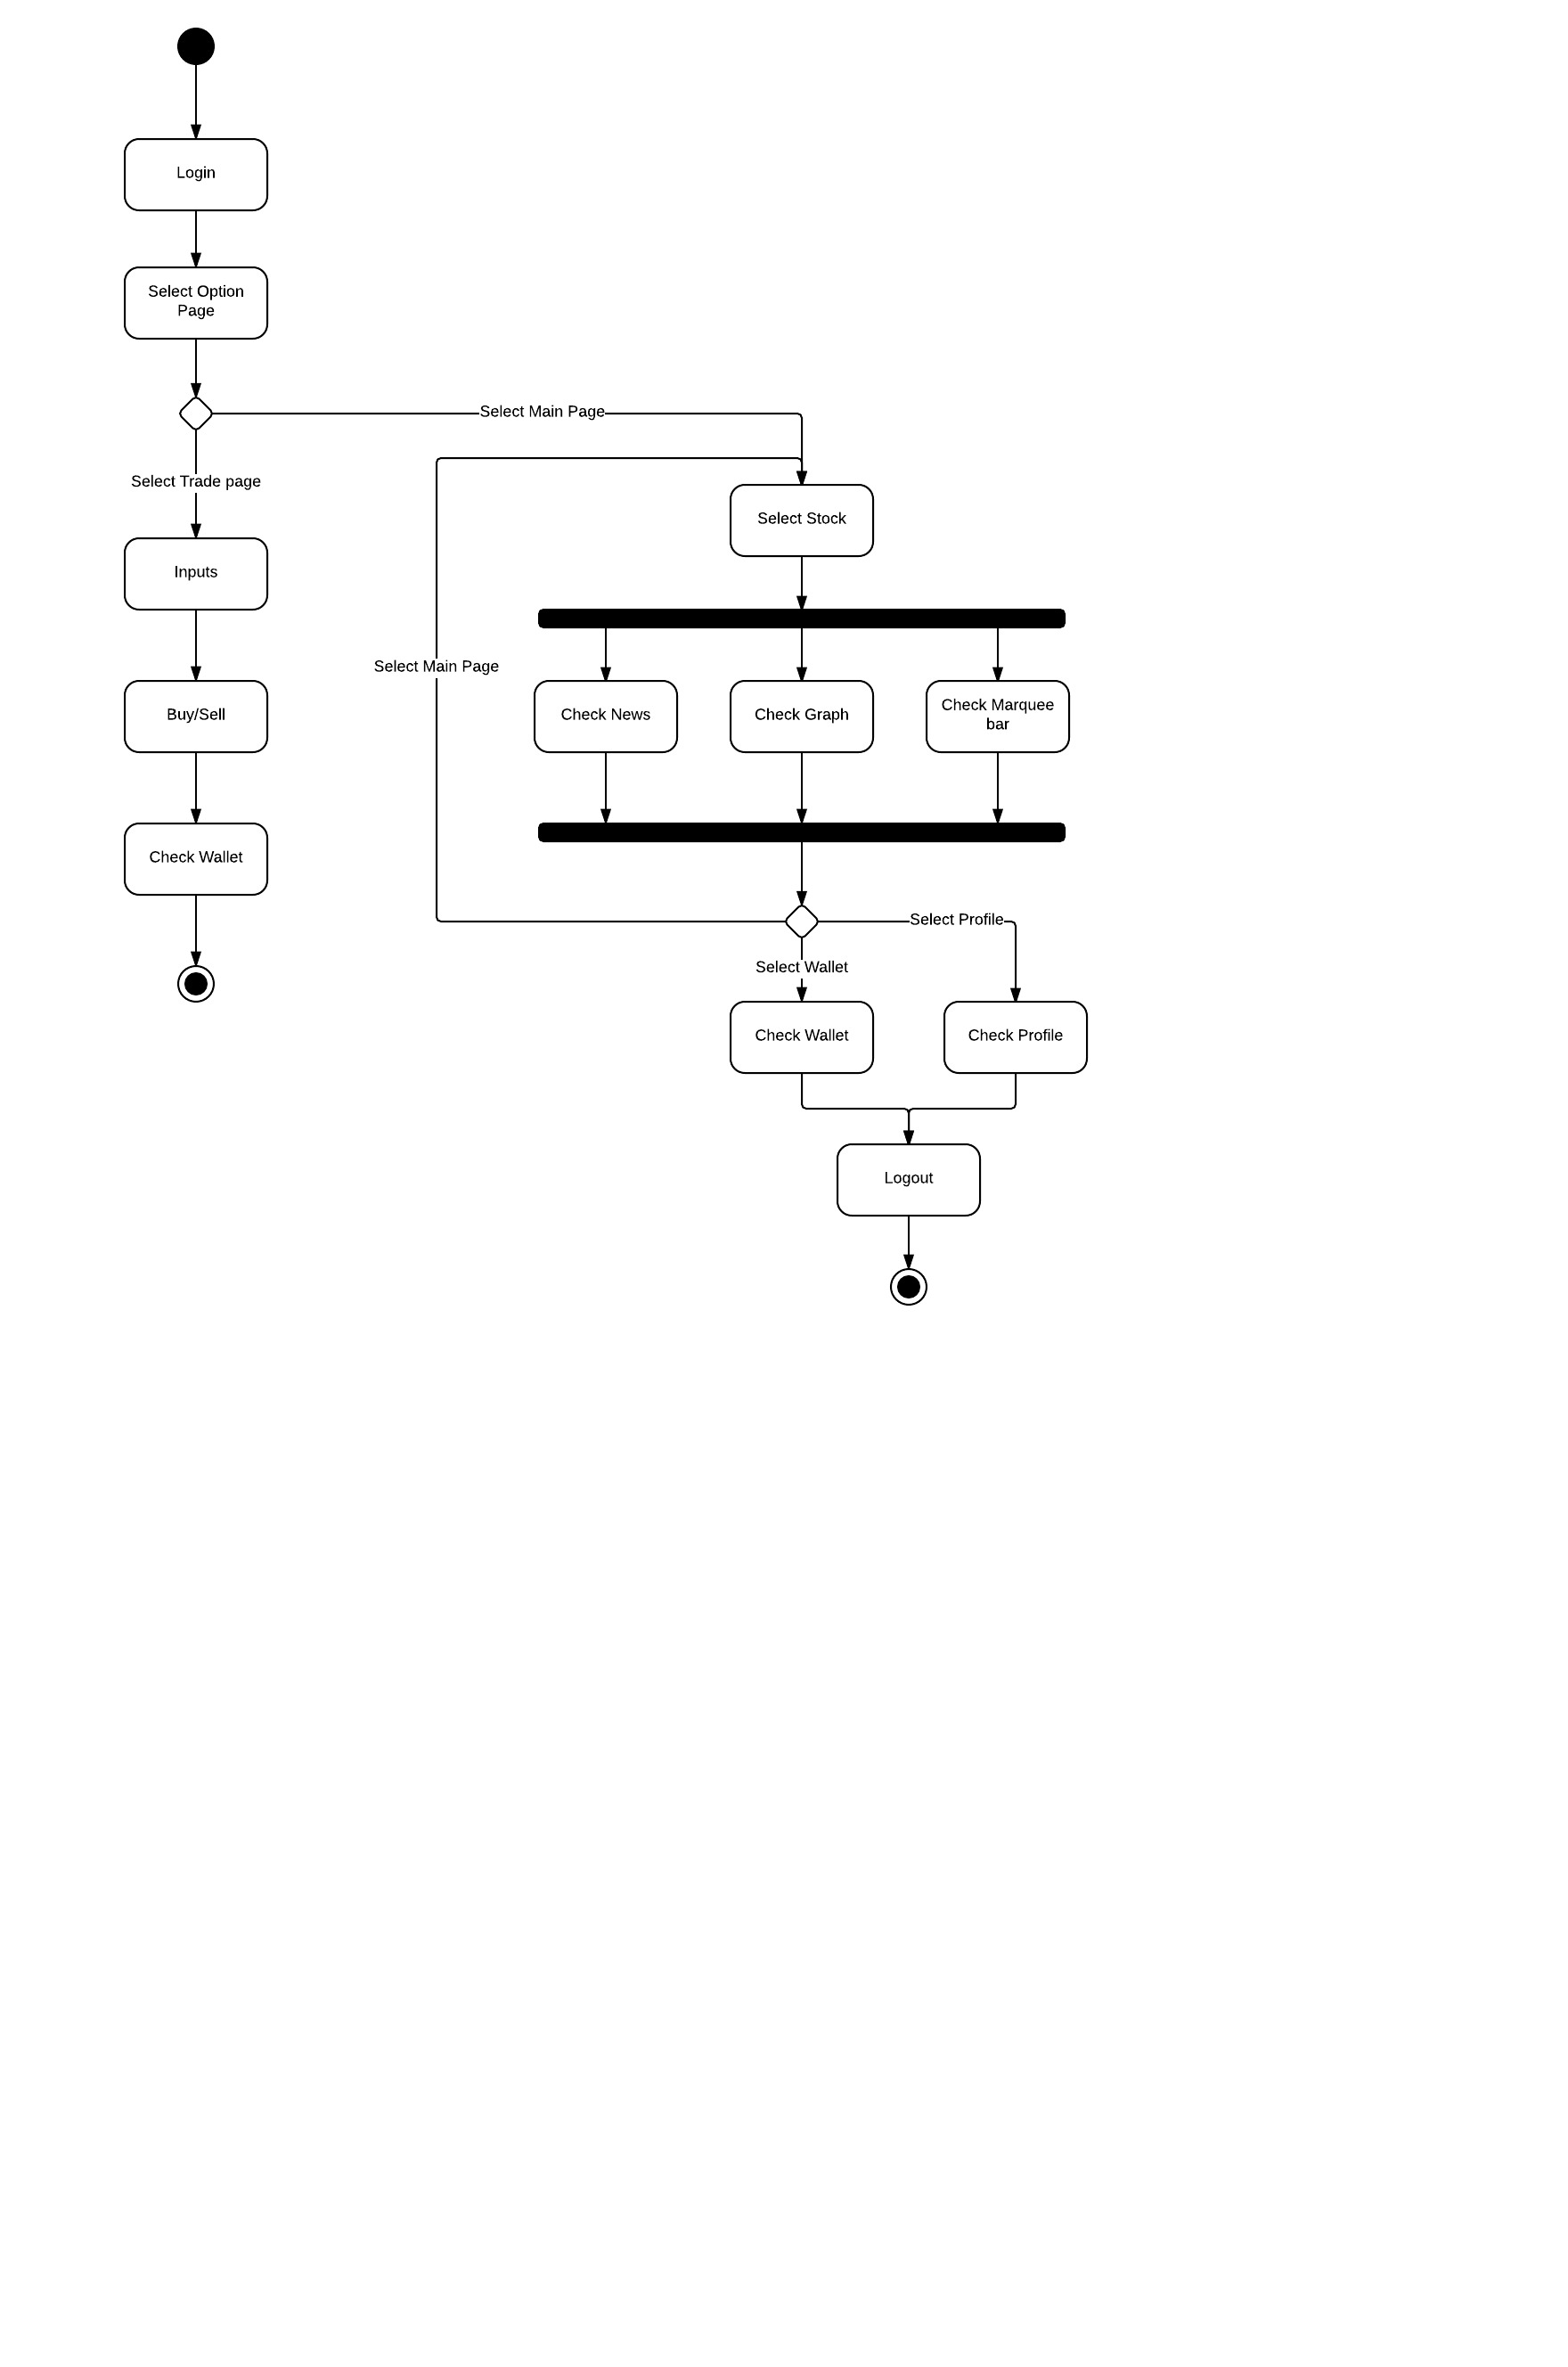 Login
Select Option
Page
Select Main Page
Select Trade page
Select Stock
Inputs
Select Main Page
Buy/Sell
Check News
Check Graph
Check Marquee
bar
Check Wallet
Select Profile
Select Wallet
Check Wallet
Check Profile
Logout